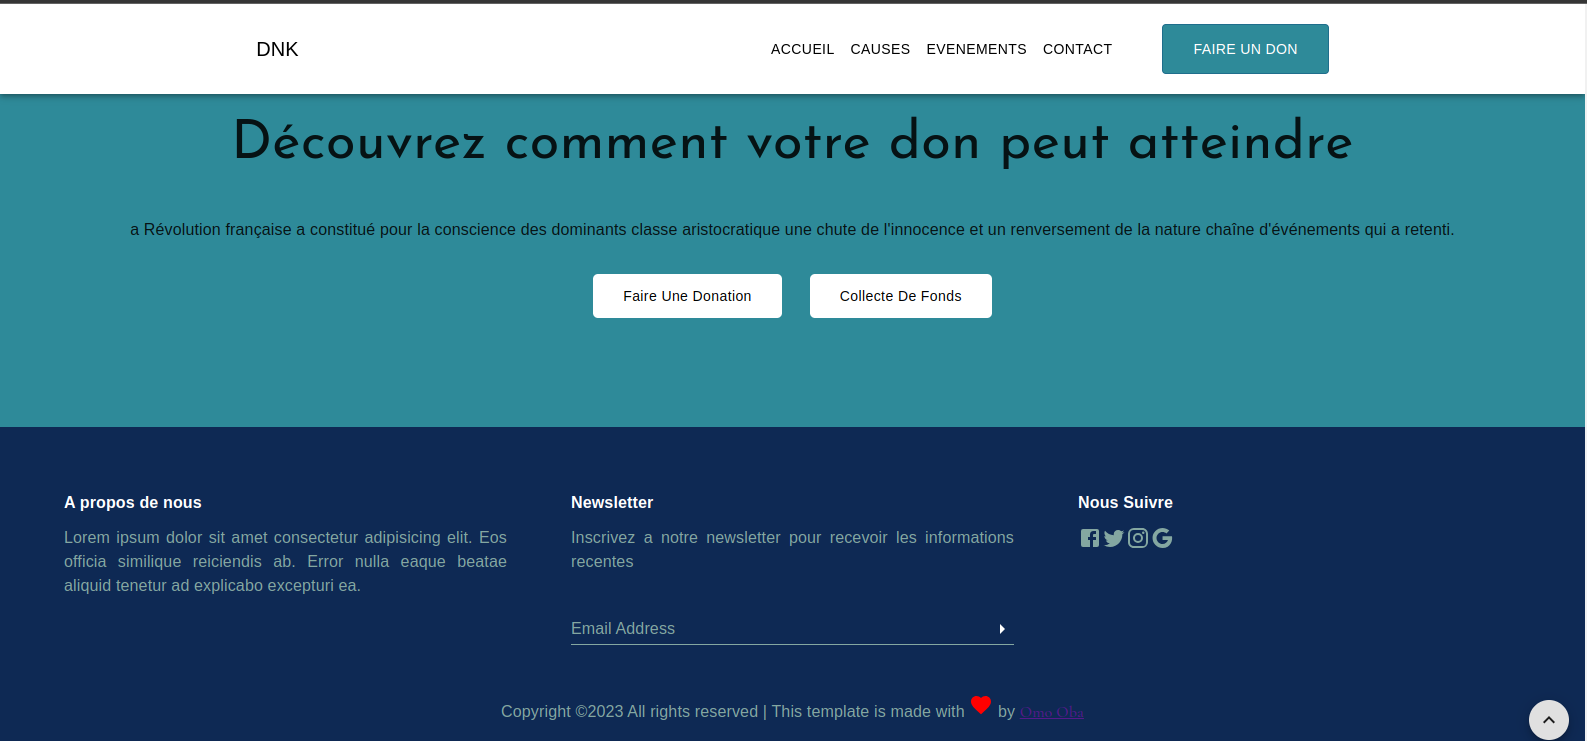 DNK
ACCUEIL CAUSES EVENEMENTS CONTACT FAIRE UN DON
Découvrez comment votre don peut atteindre
a Révolution française a constitué pour la conscience des dominants classe aristocratique une chute de l'innocence et un renversement de la nature chaîne d'événements qui a retenti.
Faire Une Donation Collecte De Fonds
A propos de nous
Lorem ipsum dolor sit amet consectetur adipisicing elit. Eos
officia similique reiciendis ab. Error nulla eaque beatae
aliquid tenetur ad explicabo excepturi ea.
Newsletter
Inscrivez a notre newsletter pour recevoir les informations
recentes
Email Address
Nous Suivre
Copyright ©2023 All rights reserved | This template is made with by Omo Oba